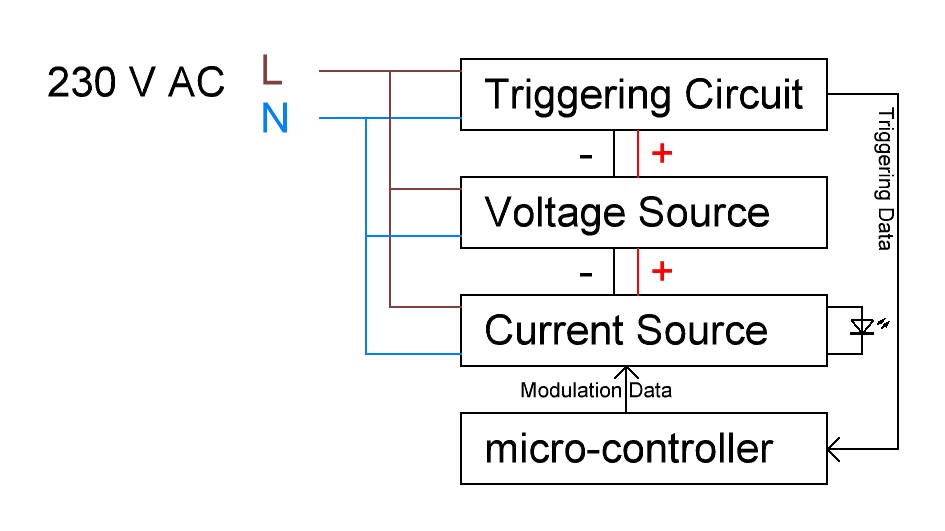 230 V AC
L
N
Triggering Circuit
- +
Voltage Source
- +
Current Source
Modulation Data
micro-controller
Triggering Data